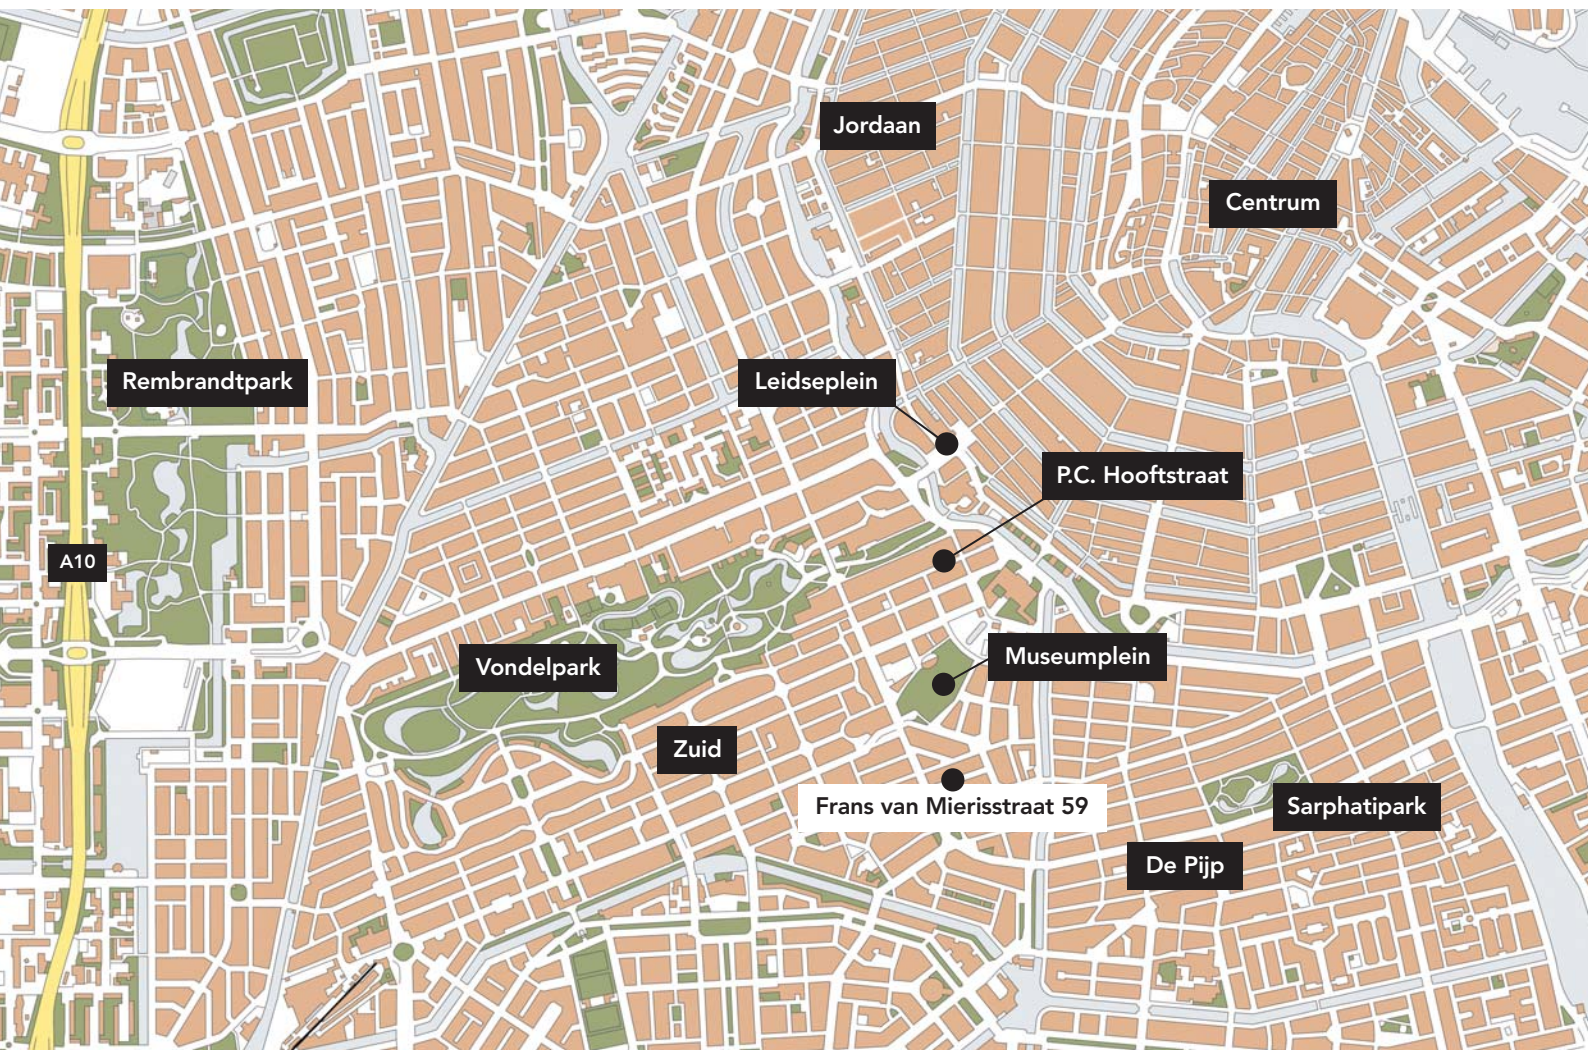 Jordaan
Centrum
Rembrandtpark
Leidseplein
P.C. Hooftstraat
A10
Museumplein
Vondelpark
Zuid
Frans van Mierisstraat 59
Sarphatipark
De Pijp